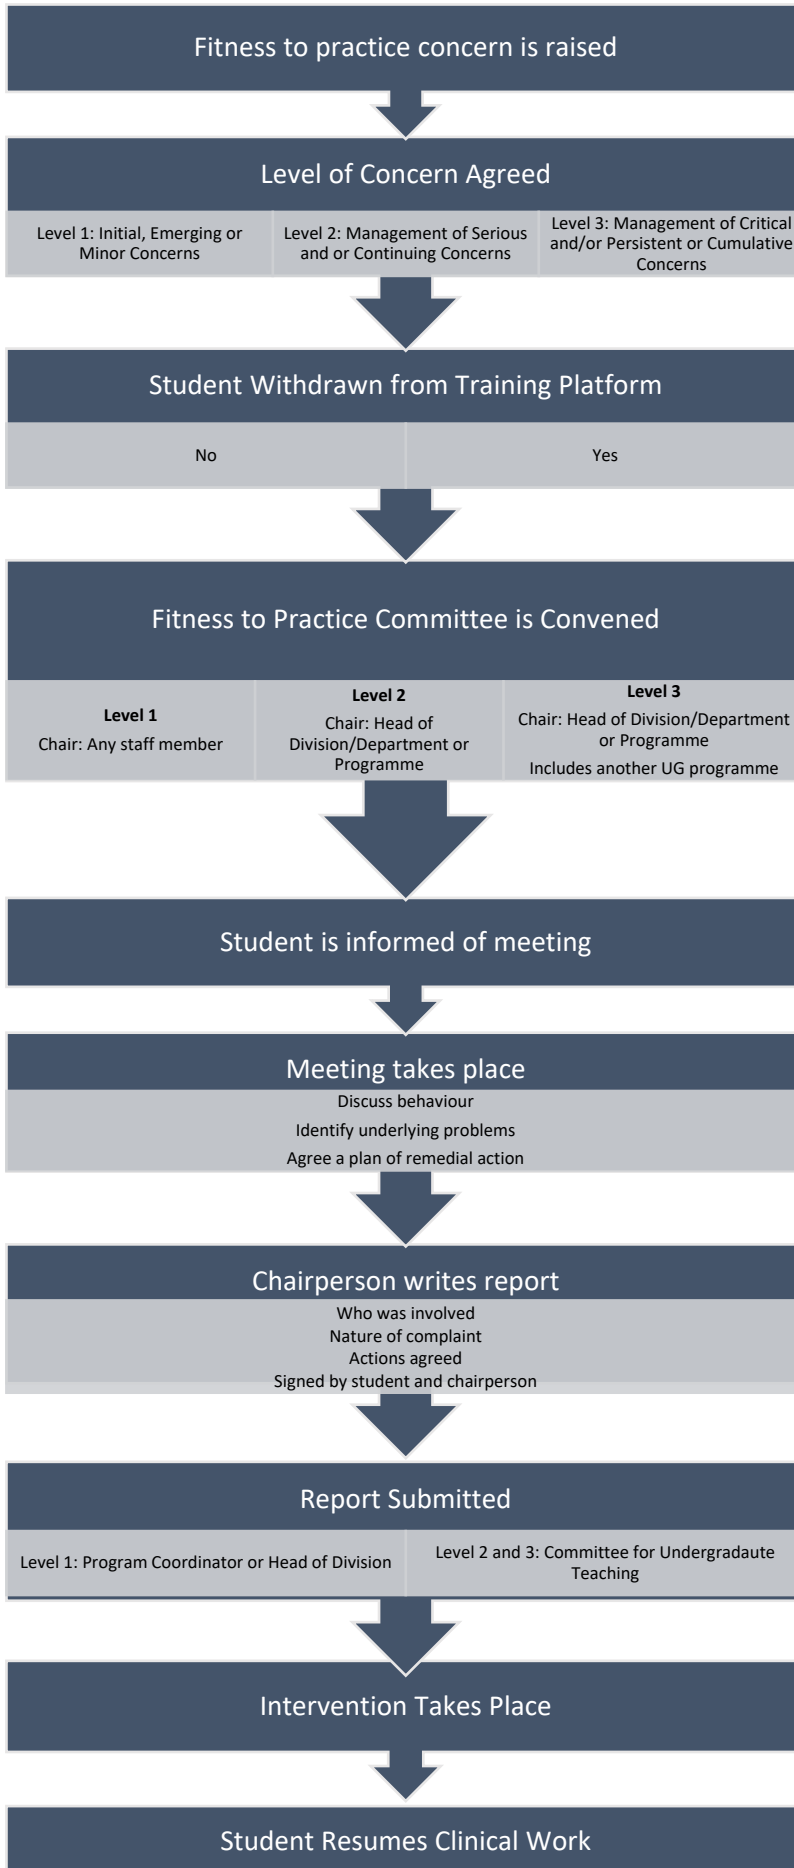 Fitness to practice concern is raised
Level of Concern Agreed
Level 1: Initial, Emerging or
Minor Concerns
Level 2: Management of Serious
and or Continuing Concerns
Level 3: Management of Critical
and/or Persistent or Cumulative
Concerns
Student Withdrawn from Training Platform
No
Yes
Fitness to Practice Committee is Convened
Level 1
Chair: Any staff member
Level 2
Chair: Head of
Division/Department or
Programme
Level 3
Chair: Head of Division/Department
or Programme
Includes another UG programme
Student is informed of meeting
Meeting takes place
Discuss behaviour
Identify underlying problems
Agree a plan of remedial action
Chairperson writes report
Who was involved
Nature of complaint
Actions agreed
Signed by student and chairperson
Report Submitted
Level 1: Program Coordinator or Head of Division
Level 2 and 3: Committee for Undergradaute
Teaching
Intervention Takes Place
Student Resumes Clinical Work